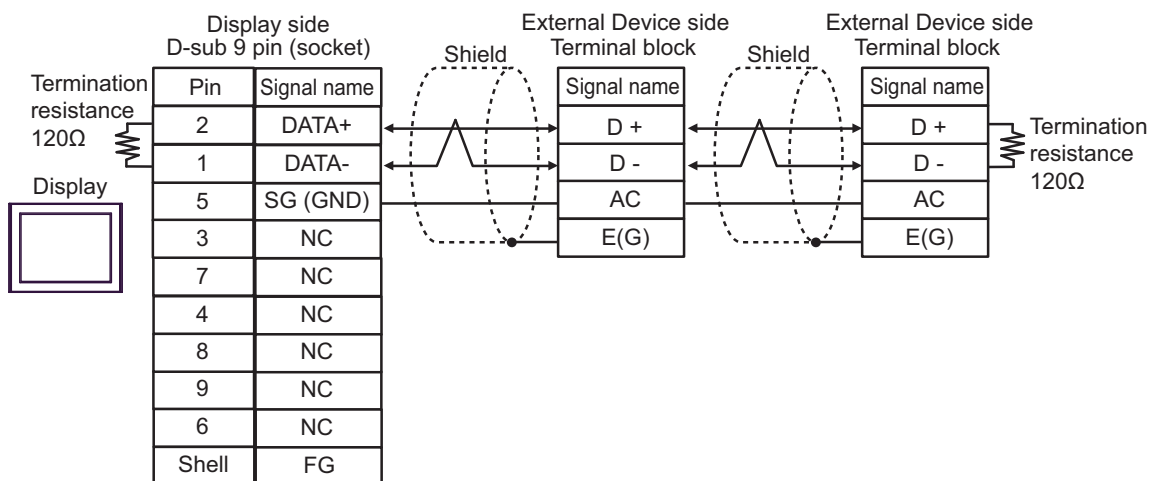 Display side
D-sub 9 pin (socket)
External Device side
Terminal block
External Device side
Terminal block
Shield
Shield
Termination
resistance
120Ω
Display
Pin Signal name
2 DATA+
1 DATA-
5 SG (GND)
3 NC
7 NC
4 NC
8 NC
9 NC
6 NC
Shell FG
Signal name
D +
D -
AC
E(G)
Signal name
D +
D -
AC
E(G)
Termination
resistance
120Ω